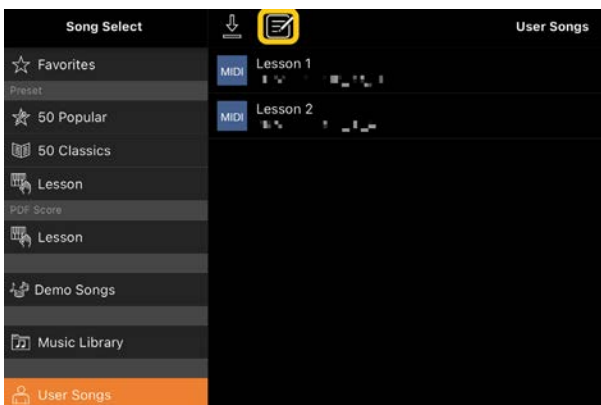 Song Select
User Songs
Favorites
Preset
50 Popular
50 Classics
Lesson
PDF Score
Lesson
Demo Songs
Music Library
User Songs
MIDI
Lesson 1
MIDI
Lesson 2